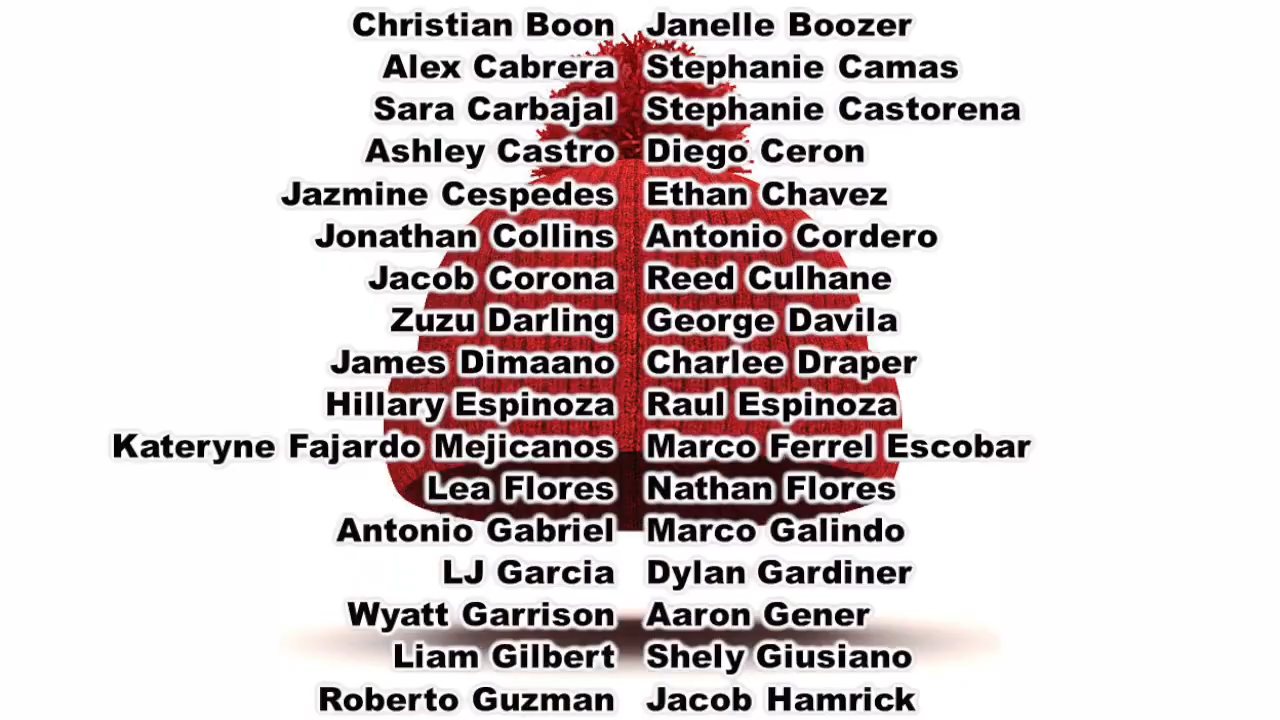 Christian Boon Janelle Boozer
Alex Cabrera Stephanie Camas
Sara Carbajal Stephanie Castorena
Ashley Castro Diego Ceron
Jazmine Cespedes Ethan Chavez
Jonathan Collins Antonio Cordero
Jacob Corona Reed Culhane
Zuzu Darling George Davila
James Dimaano Charlee Draper
Hillary Espinoza Raul Espinoza
Kateryne Fajardo Mejicanos Marco Ferrel Escobar
Lea Flores Nathan Flores
Antonio Gabriel Marco Galindo
LJ Garcia Dylan Gardiner
Wyatt Garrison Aaron Gener
Liam Gilbert Shely Giusiano
Roberto Guzman Jacob Hamrick